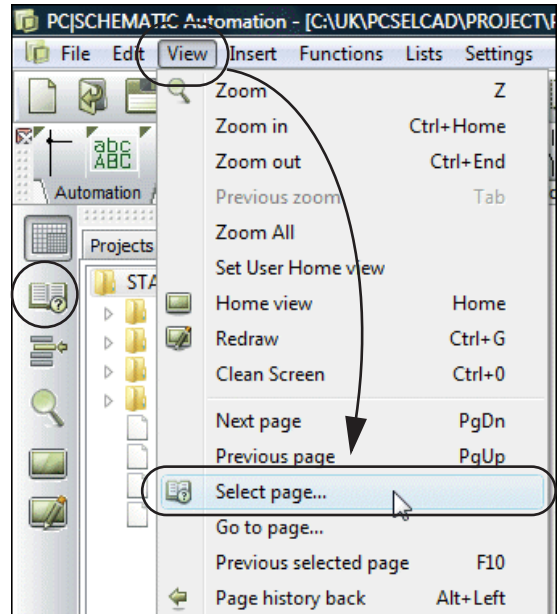 PC|SCHEMATIC Automation - [C:\UK\PCSELCAD\PROJECT\
File Edit View Insert Functions Lists Settings
abc
ABC
Automation
Projects
STA
Zoom Z
Zoom in Ctrl+Home
Zoom out Ctrl+End
Previous zoom Tab
Zoom All
Set User Home view
Home view Home
Redraw Ctrl+G
Clean Screen Ctrl+0
Next page PgDn
Previous page PgUp
Select page...
Go to page...
Previous selected page F10
Page history back Alt+Left